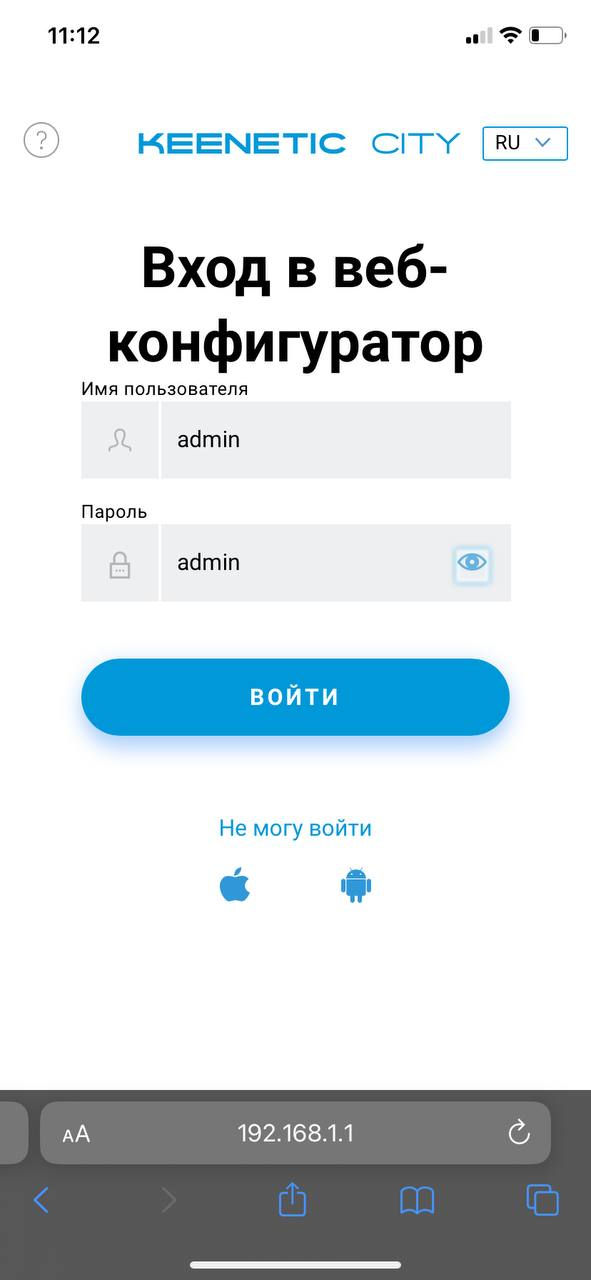 11:12
?
KEENETIC CITY
RU
Вход в веб-
конфигуратор
Имя пользователя
admin
Пароль
admin
ВОЙТИ
Не могу войти
AA
192.168.1.1